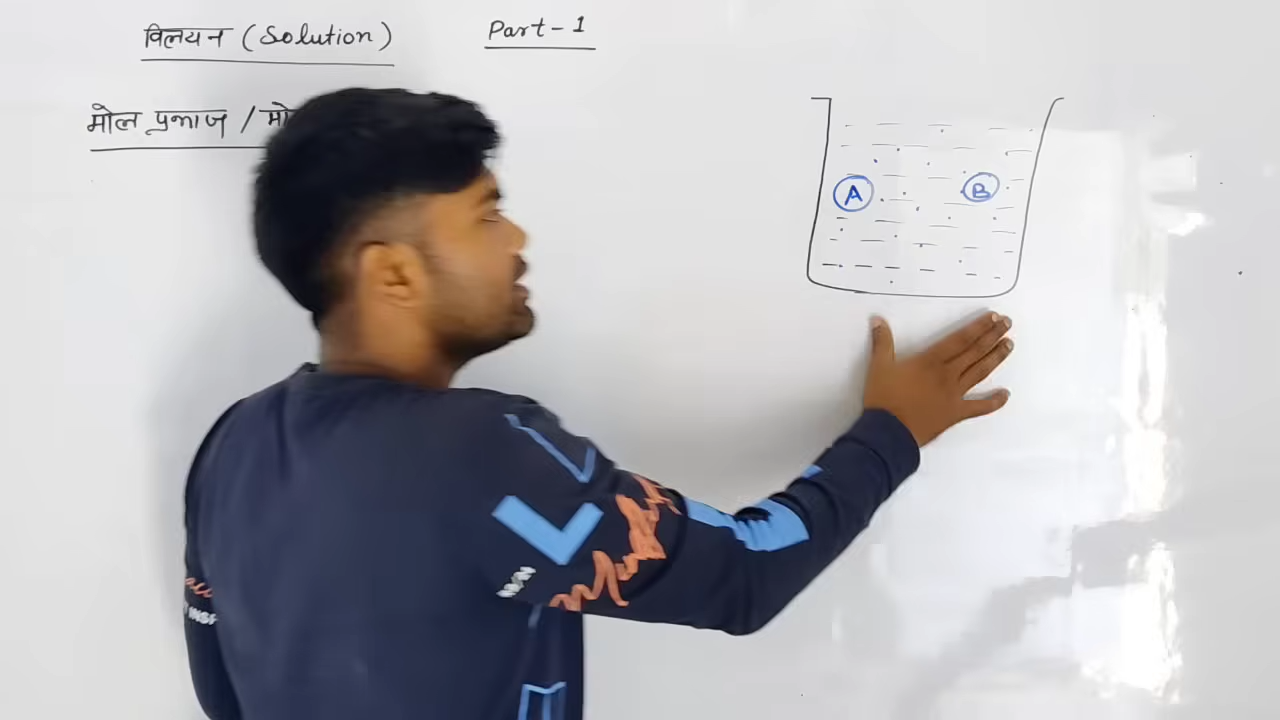 विलयन (Solution)
Part-1
मोल प्रभाज / मो
A
B